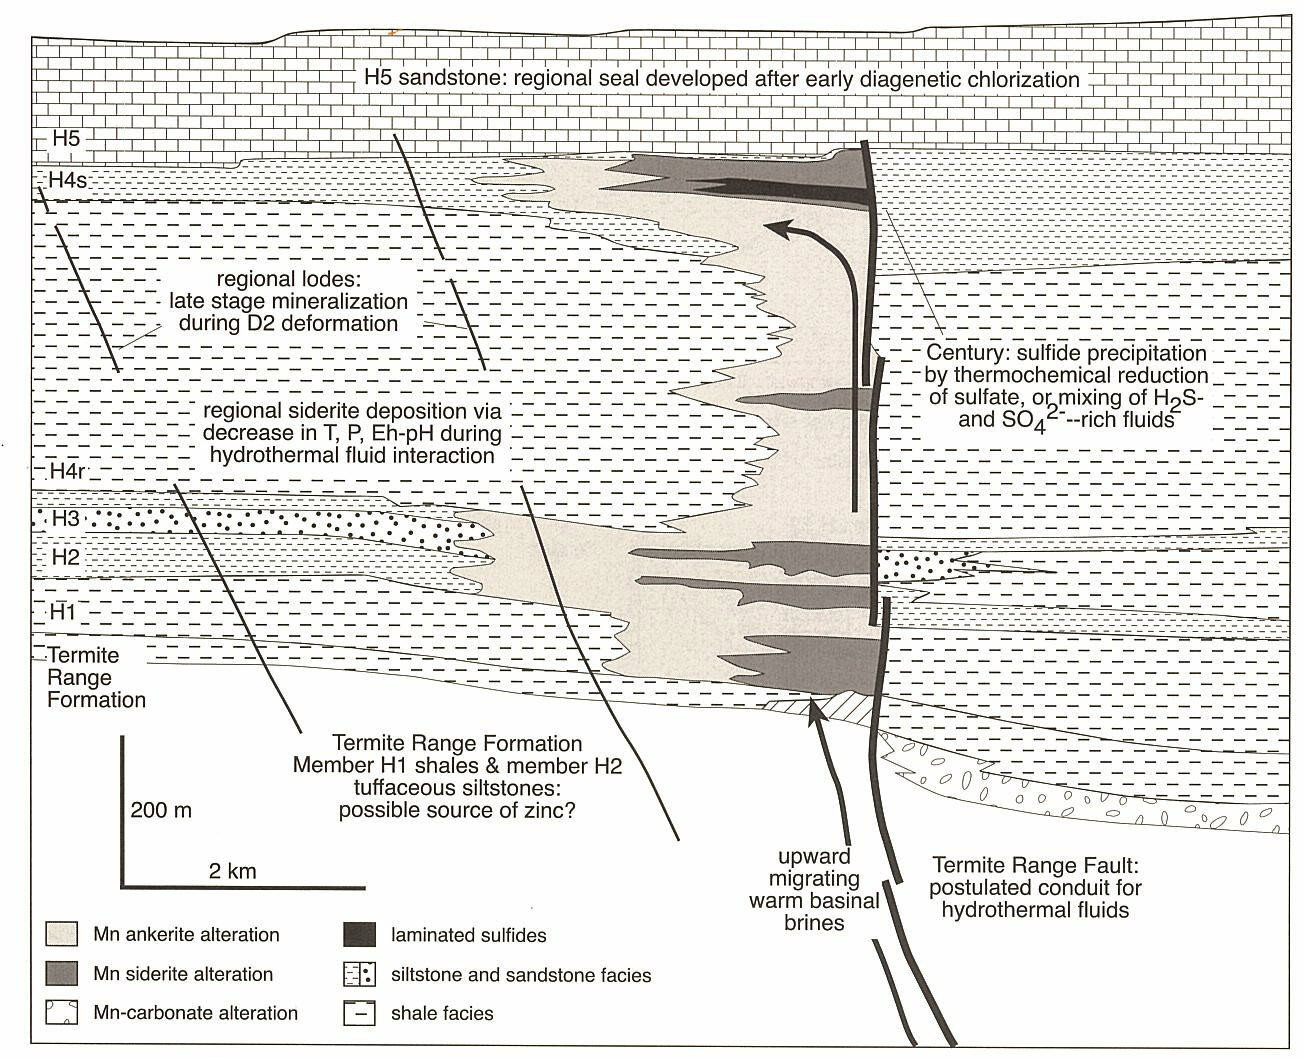 H5 sandstone: regional seal developed after early diagenetic chlorization
H5
H4s
regional lodes:
late stage mineralization
during D2 deformation
Century: sulfide precipitation
by thermochemical reduction
of sulfate, or mixing of H2S-
and SO4 2- --rich fluids
regional siderite deposition via
decrease in T, P, Eh-pH during
hydrothermal fluid interaction
H4r
H3
H2
H1
Termite
Range
Formation
Termite Range Formation
Member H1 shales & member H2
tuffaceous siltstones:
possible source of zinc?
200 m
2 km
upward
migrating
warm basinal
brines
Termite Range Fault:
postulated conduit for
hydrothermal fluids
Mn ankerite alteration
Mn siderite alteration
Mn-carbonate alteration
laminated sulfides
siltstone and sandstone facies
shale facies